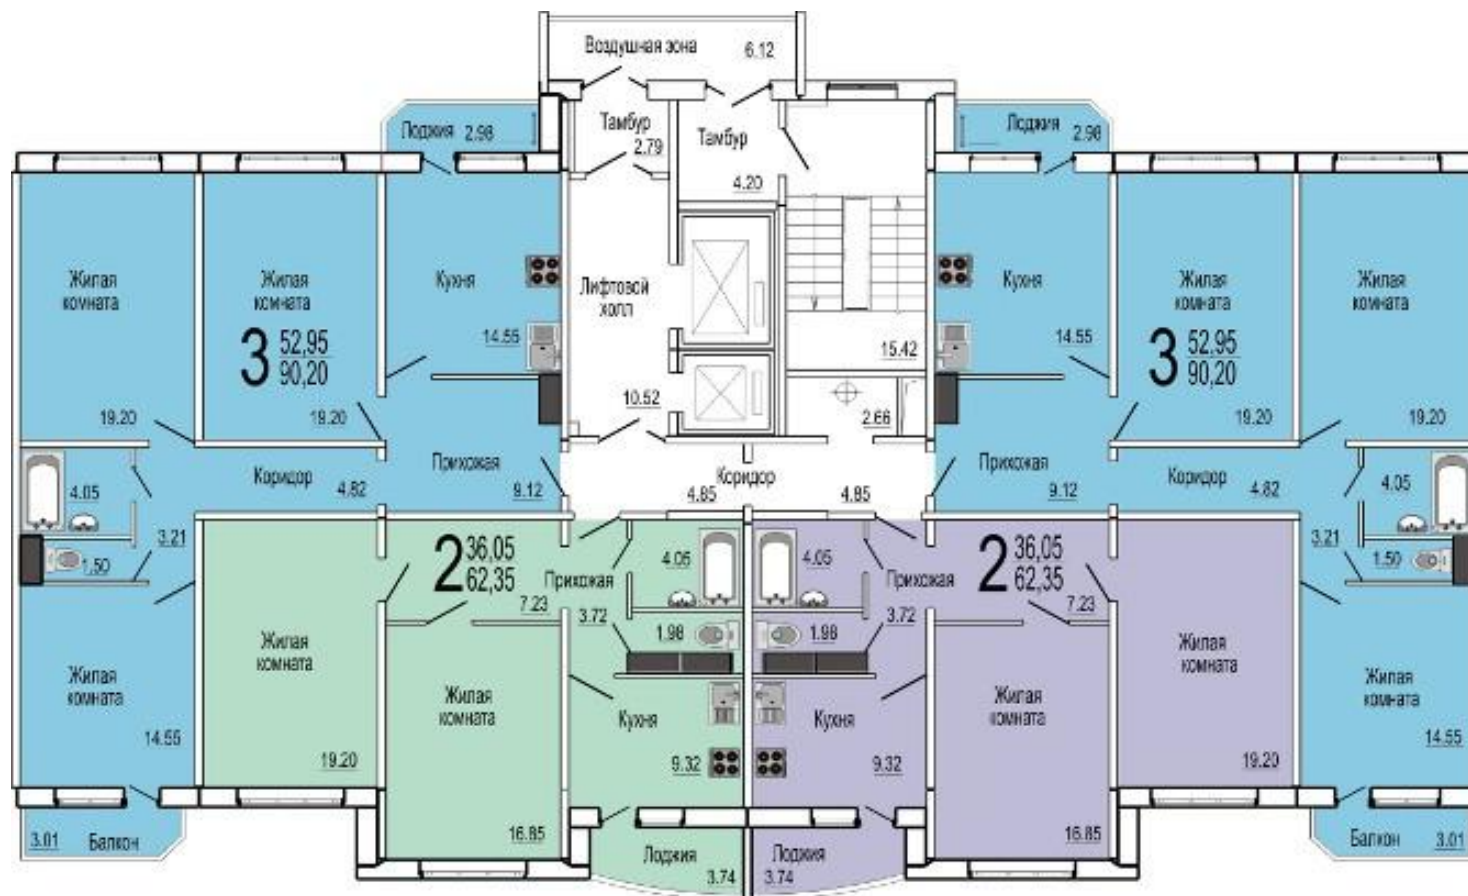 Воздушная зона
6.12
Лоджия 2.98
Тамбур
2.79
Тамбур
4.20
Лоджия
2.98
Жилая
комната
19.20
Жилая
комната
3 52,95
90,20
19.20
Кухня
14.55
Лифтовой
холл
10.52
15.42
2.66
Кухня
14.55
Жилая
комната
3 52,95
90,20
19.20
Жилая
комната
19.20
4.05
Коридор
4.82
Прихожая
9.12
Коридор
4.85
4.85
Прихожая
9.12
Коридор
4.82
4.05
3.21
1.50
2 36,05
62,35
Прихожая
7.23
3.72
4.05
1.98
4.05
1.98
Прихожая
3.72
2 36,05
62,35
7.23
3.21
1.50
Жилая
комната
14.55
Жилая
комната
19.20
Жилая
комната
16.85
Кухня
9.32
Кухня
9.32
Жилая
комната
16.85
Жилая
комната
19.20
Жилая
комната
14.55
3.01 Балкон
Лоджия
3.74
Лоджия
3.74
Балкон 3.01